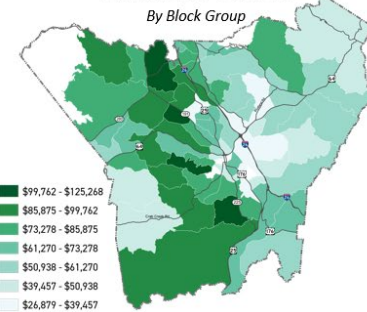 By Block Group
$99,762 - $125,268
$85,875 - $99,762
$73,278 - $85,875
$61,270 - $73,278
$50,938 - $61,270
$39,457 - $50,938
$26,879 - $39,457